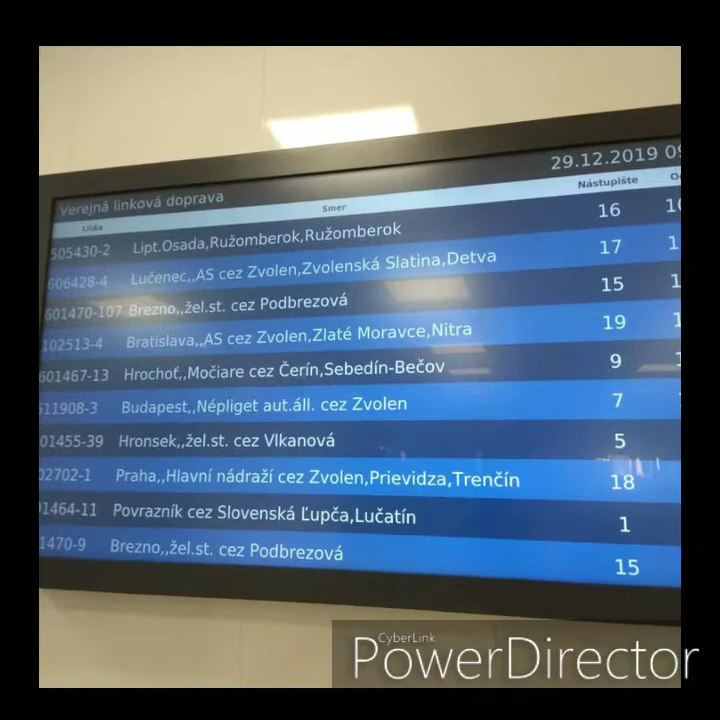 29.12.2019 09
Verejná linková doprava
Linka Smer Nástupište
505430-2 Lipt.Osada,Ružomberok,Ružomberok 16
606428-4 Lučenec,,AS cez Zvolen,Zvolenská Slatina,Detva 17
601470-107 Brezno,,žel.st. cez Podbrezová 15
102513-4 Bratislava,,AS cez Zvolen,Zlaté Moravce,Nitra 19
601467-13 Hrochoť,,Močiare cez Čerín,Sebedín-Bečov 9
511908-3 Budapest,,Népliget aut.áll. cez Zvolen 7
01455-39 Hronsek,,žel.st. cez Vlkanová 5
02702-1 Praha,,Hlavní nádraží cez Zvolen,Prievidza,Trenčín 18
1464-11 Povrazník cez Slovenská Ľupča,Lučatín 1
1470-9 Brezno,,žel.st. cez Podbrezová 15
CyberLink
PowerDirector